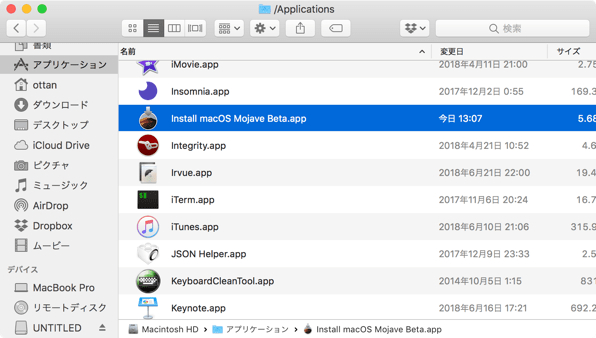 /Applications
検索
書類
アプリケーション
ottan
ダウンロード
デスクトップ
iCloud Drive
ピクチャ
ミュージック
AirDrop
Dropbox
ムービー
デバイス
MacBook Pro
リモートディスク
UNTITLED
名前 変更日 サイズ
iMovie.app 2018年4月11日 21:00 2.75
Insomnia.app 2017年12月2日 0:55 169.3
Install macOS Mojave Beta.app 今日 13:07 5.68
Integrity.app 2018年4月21日 10:52 4.6
Irvue.app 2018年6月21日 22:00 19.4
iTerm.app 2017年11月6日 20:24 16.7
iTunes.app 2018年6月10日 21:06 315.9
JSON Helper.app 2017年12月9日 23:33 2.5
KeyboardCleanTool.app 2014年10月5日 1:15 831
Keynote.app 2018年6月16日 17:21 692.2
Macintosh HD › アプリケーション › Install macOS Mojave Beta.app